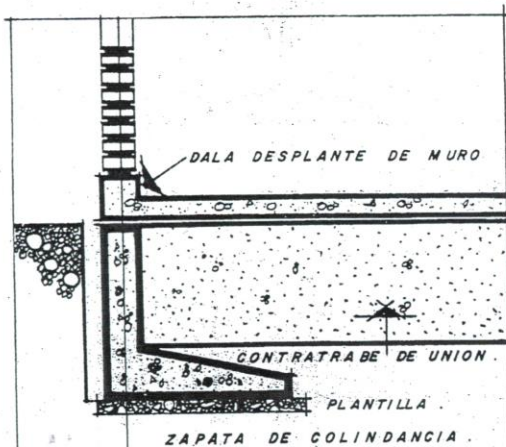 DALA DESPLANTE DE MURO
CONTRATRABE DE UNION.
PLANTILLA.
ZAPATA DE COLINDANCIA.